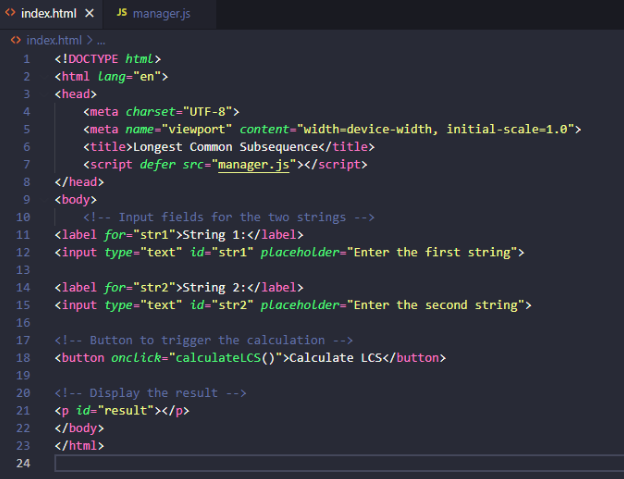 index.html × JS manager.js
index.html > ...
1 <!DOCTYPE html>
2 <html lang="en">
3 <head>
4     <meta charset="UTF-8">
5     <meta name="viewport" content="width=device-width, initial-scale=1.0">
6     <title>Longest Common Subsequence</title>
7     <script defer src="manager.js"></script>
8 </head>
9 <body>
10     <!-- Input fields for the two strings -->
11 <label for="str1">String 1:</label>
12 <input type="text" id="str1" placeholder="Enter the first string">
13
14 <label for="str2">String 2:</label>
15 <input type="text" id="str2" placeholder="Enter the second string">
16
17 <!-- Button to trigger the calculation -->
18 <button onclick="calculateLCS()">Calculate LCS</button>
19
20 <!-- Display the result -->
21 <p id="result"></p>
22 </body>
23 </html>
24